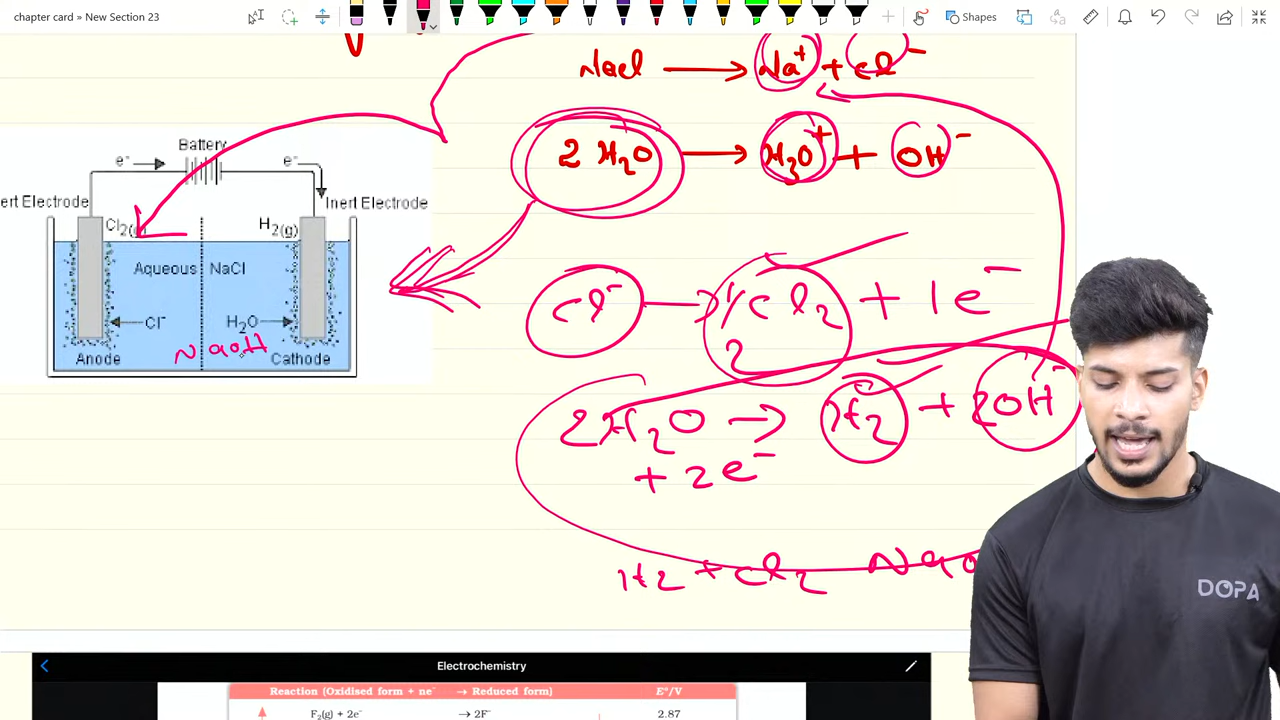 chapter card » New Section 23
Shapes
Nacl → Na⁺ + cl⁻
2 H₂O → H₃O⁺ + OH⁻
Battery
e⁻ e⁻
nert Electrode Inert Electrode
Cl₂(g) H₂(g)
Aqueous NaCl
Cl⁻ H₂O
NaOH
Anode Cathode
cl⁻ → 1/2 cl₂ + 1e⁻
2H₂O → H₂ + 2OH⁻
+ 2e⁻
H₂ + cl₂ Nao
DOPA
Electrochemistry
Reaction (Oxidised form + ne⁻ → Reduced form) E°/V
F₂(g) + 2e⁻ → 2F⁻ 2.87